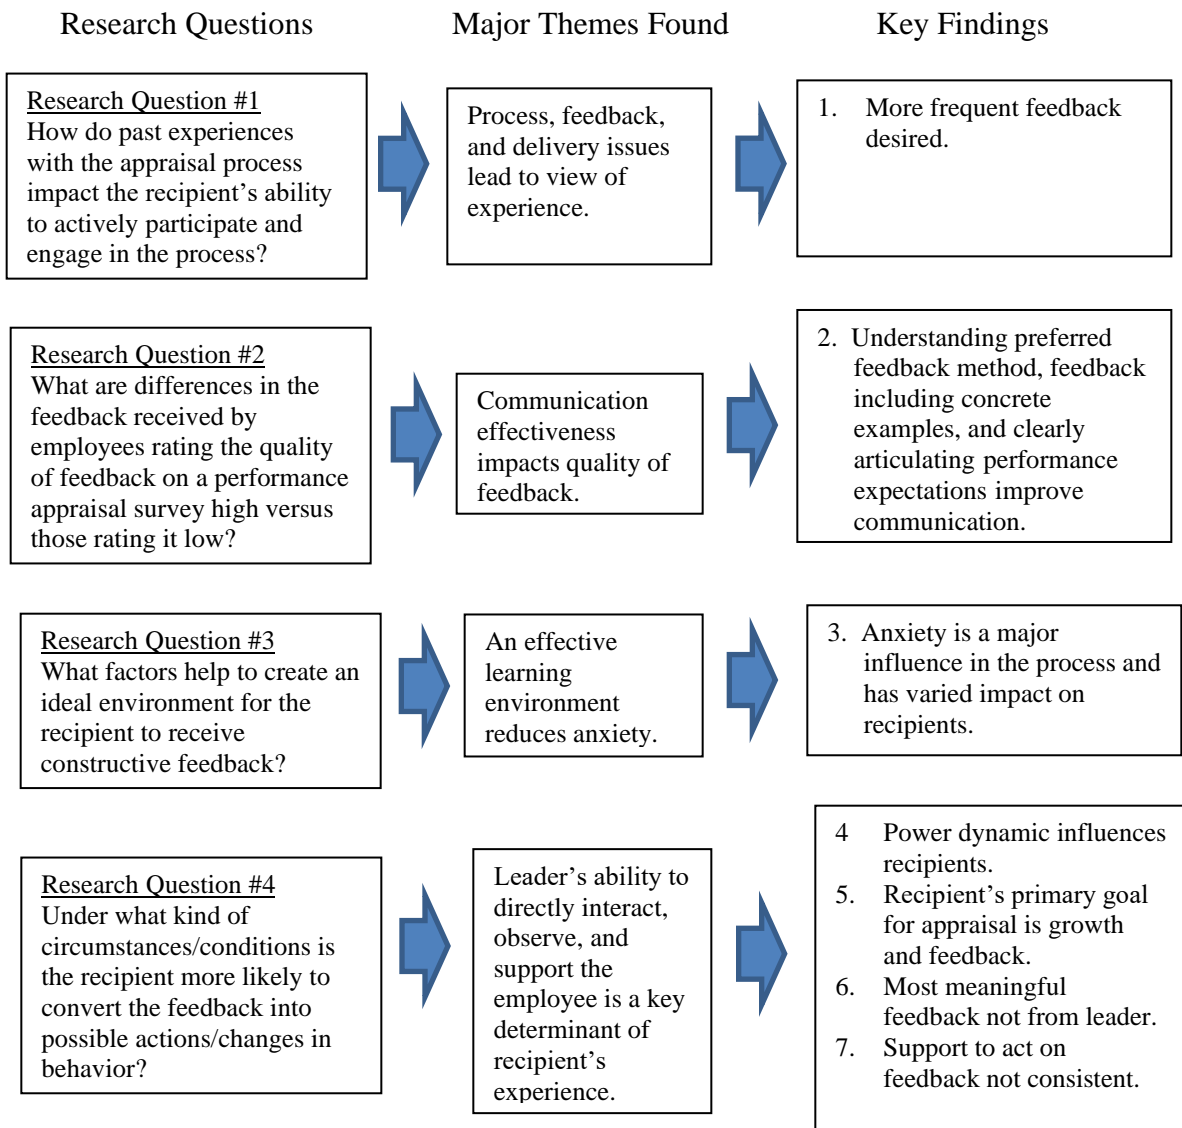 Research Questions
Major Themes Found
Key Findings
Research Question #1
How do past experiences
with the appraisal process
impact the recipient’s ability
to actively participate and
engage in the process?
Process, feedback,
and delivery issues
lead to view of
experience.
1. More frequent feedback
desired.
Research Question #2
What are differences in the
feedback received by
employees rating the quality
of feedback on a performance
appraisal survey high versus
those rating it low?
Communication
effectiveness
impacts quality of
feedback.
2. Understanding preferred
feedback method, feedback
including concrete
examples, and clearly
articulating performance
expectations improve
communication.
Research Question #3
What factors help to create an
ideal environment for the
recipient to receive
constructive feedback?
An effective
learning
environment
reduces anxiety.
3. Anxiety is a major
influence in the process and
has varied impact on
recipients.
Research Question #4
Under what kind of
circumstances/conditions is
the recipient more likely to
convert the feedback into
possible actions/changes in
behavior?
Leader’s ability to
directly interact,
observe, and
support the
employee is a key
determinant of
recipient’s
experience.
4 Power dynamic influences
recipients.
5. Recipient’s primary goal
for appraisal is growth
and feedback.
6. Most meaningful
feedback not from leader.
7. Support to act on
feedback not consistent.